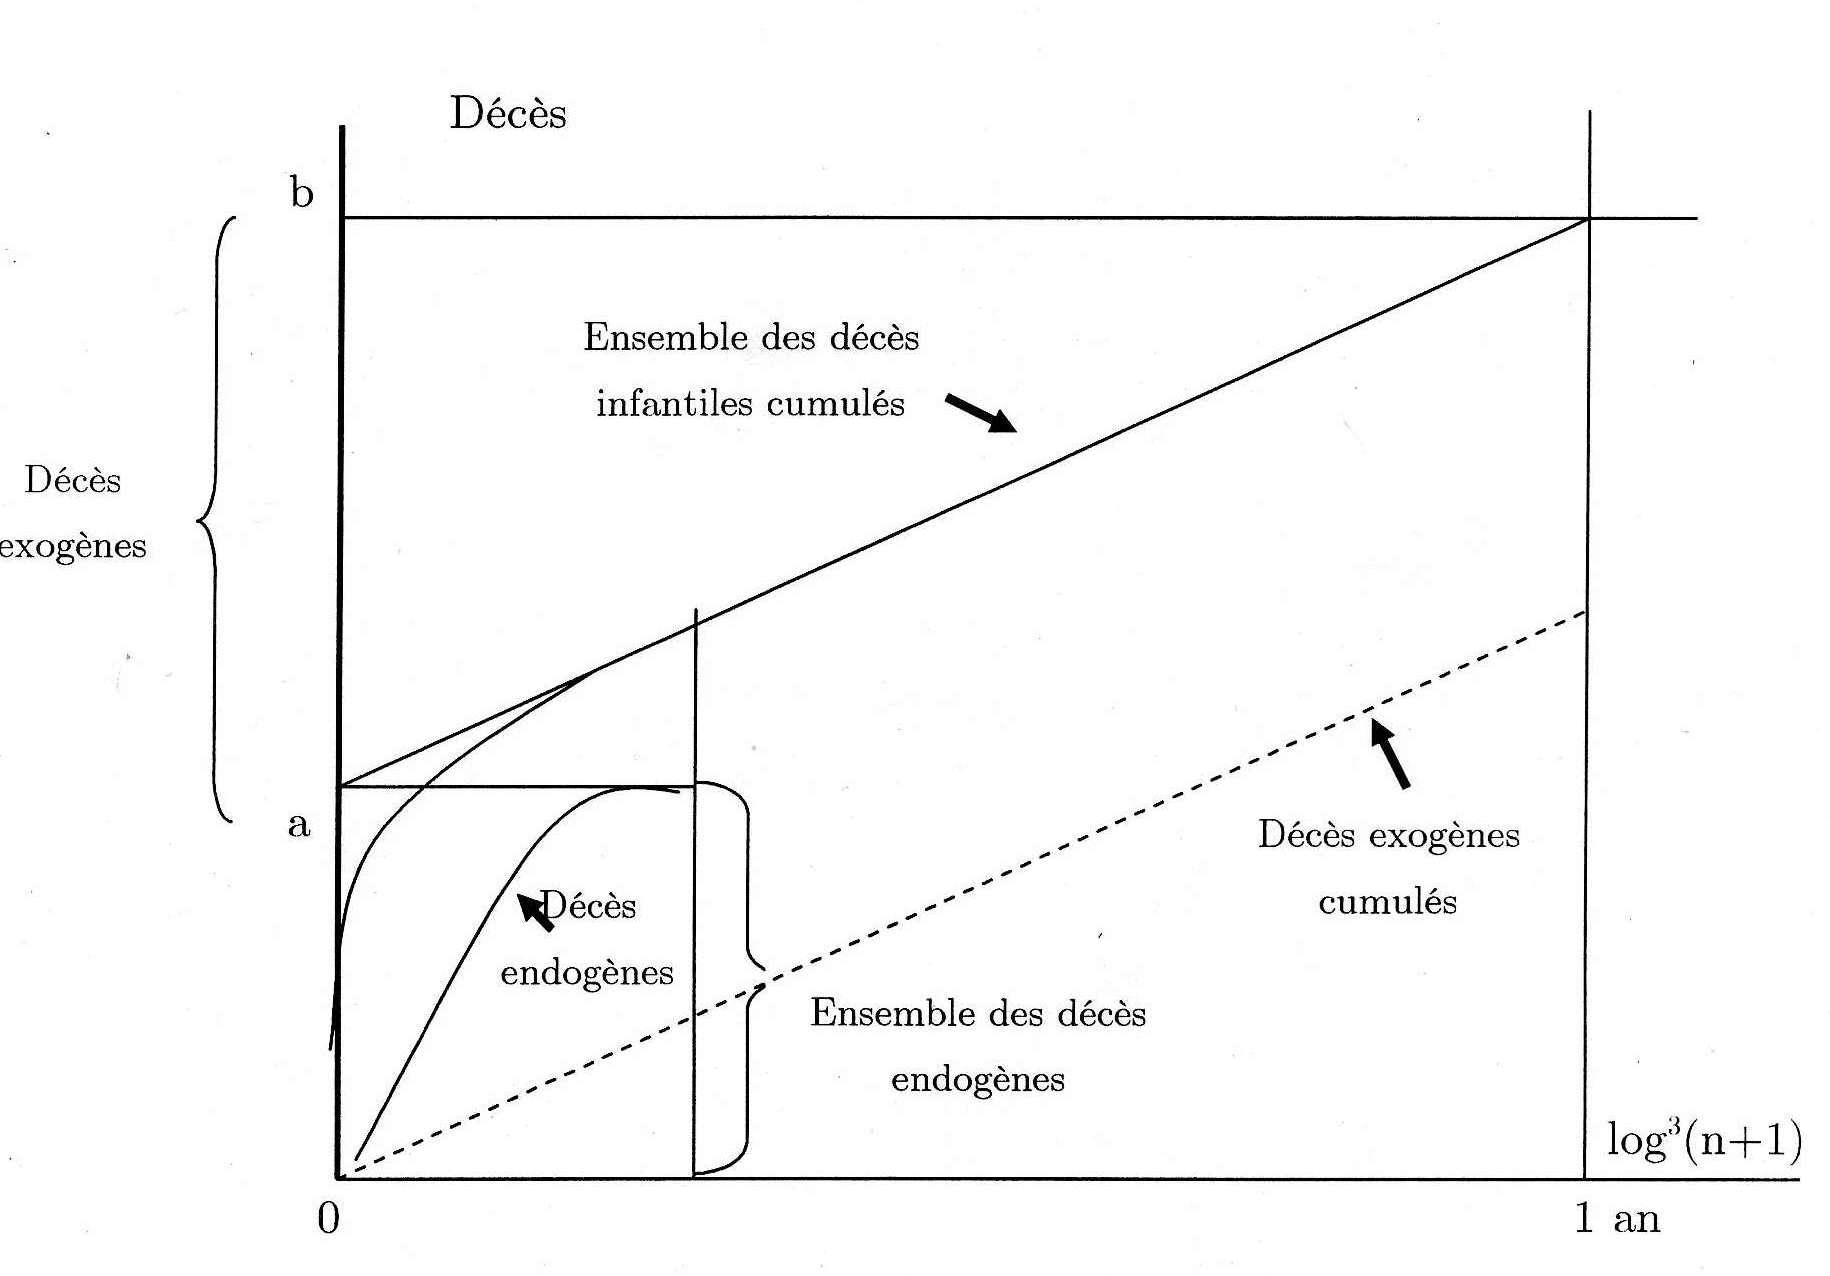 Décès
b
Ensemble des décès
infantiles cumulés
Décès
exogènes
a
Décès exogènes
cumulés
Décès
endogènes
Ensemble des décès
endogènes
log³(n+1)
0
1 an